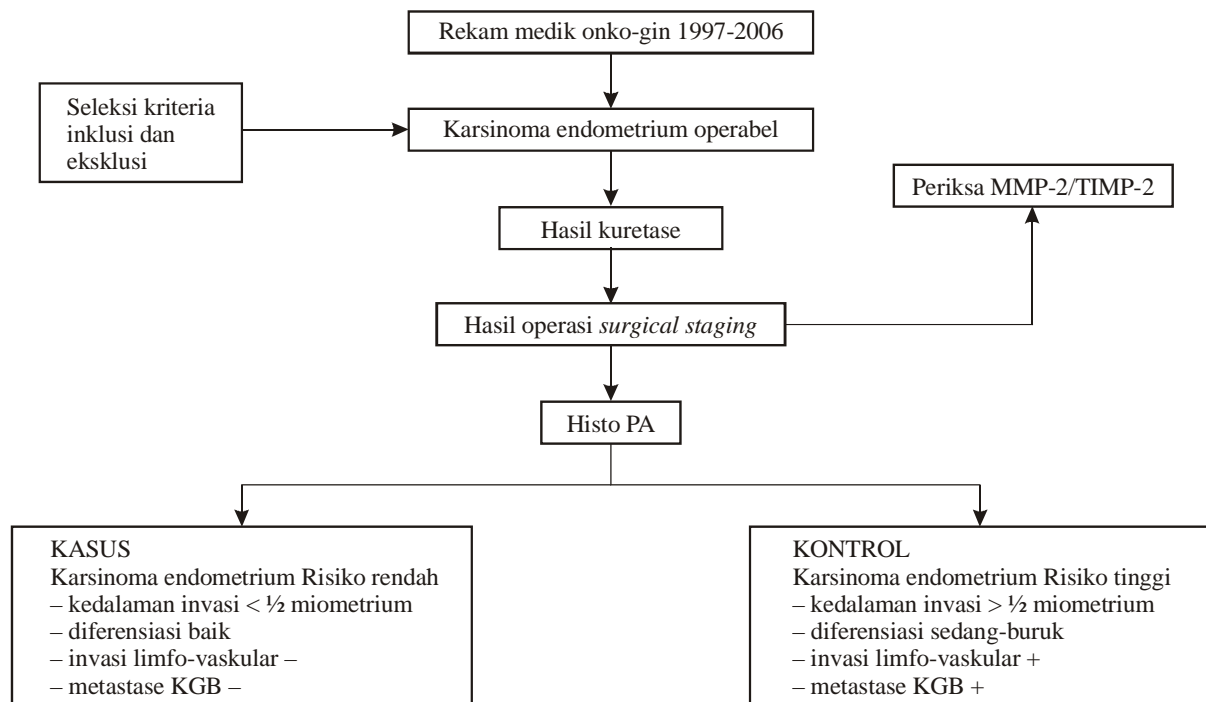 Rekam medik onko-gin 1997-2006
Seleksi kriteria
inklusi dan
eksklusi
Karsinoma endometrium operabel
Periksa MMP-2/TIMP-2
Hasil kuretase
Hasil operasi surgical staging
Histo PA
KASUS
Karsinoma endometrium Risiko rendah
– kedalaman invasi < ½ miometrium
– diferensiasi baik
– invasi limfo-vaskular –
– metastase KGB –
KONTROL
Karsinoma endometrium Risiko tinggi
– kedalaman invasi > ½ miometrium
– diferensiasi sedang-buruk
– invasi limfo-vaskular +
– metastase KGB +